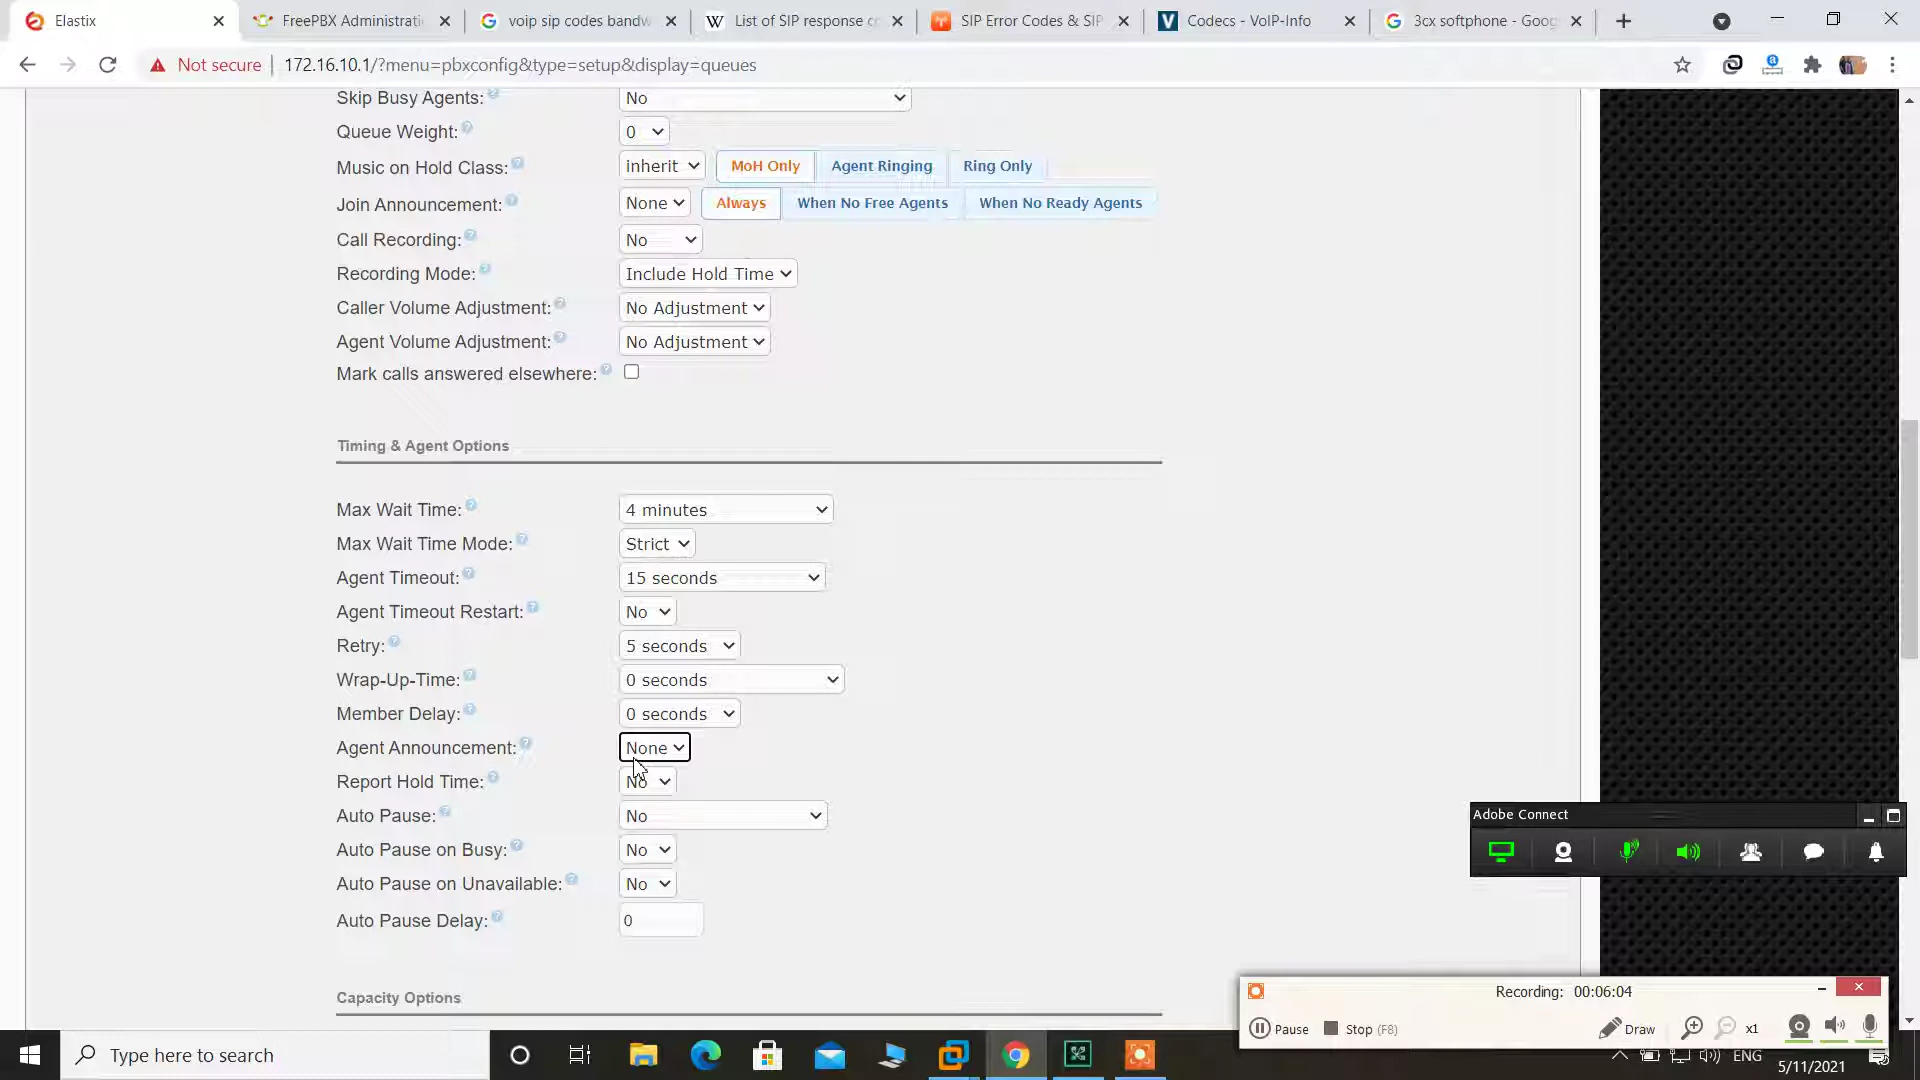 Elastix
FreePBX Administrati
voip sip codes bandw
List of SIP response co
SIP Error Codes & SIP
Codecs - VoIP-Info
3cx softphone - Goog
Not secure
172.16.10.1/?menu=pbxconfig&type=setup&display=queues
Skip Busy Agents: No
Queue Weight: 0
Music on Hold Class: inherit MoH Only Agent Ringing Ring Only
Join Announcement: None Always When No Free Agents When No Ready Agents
Call Recording: No
Recording Mode: Include Hold Time
Caller Volume Adjustment: No Adjustment
Agent Volume Adjustment: No Adjustment
Mark calls answered elsewhere:
Timing & Agent Options
Max Wait Time: 4 minutes
Max Wait Time Mode: Strict
Agent Timeout: 15 seconds
Agent Timeout Restart: No
Retry: 5 seconds
Wrap-Up-Time: 0 seconds
Member Delay: 0 seconds
Agent Announcement: None
Report Hold Time: No
Auto Pause: No
Auto Pause on Busy: No
Auto Pause on Unavailable: No
Auto Pause Delay: 0
Capacity Options
Adobe Connect
Recording: 00:06:04
Pause Stop (F8) Draw x1
Type here to search
ENG
5/11/2021